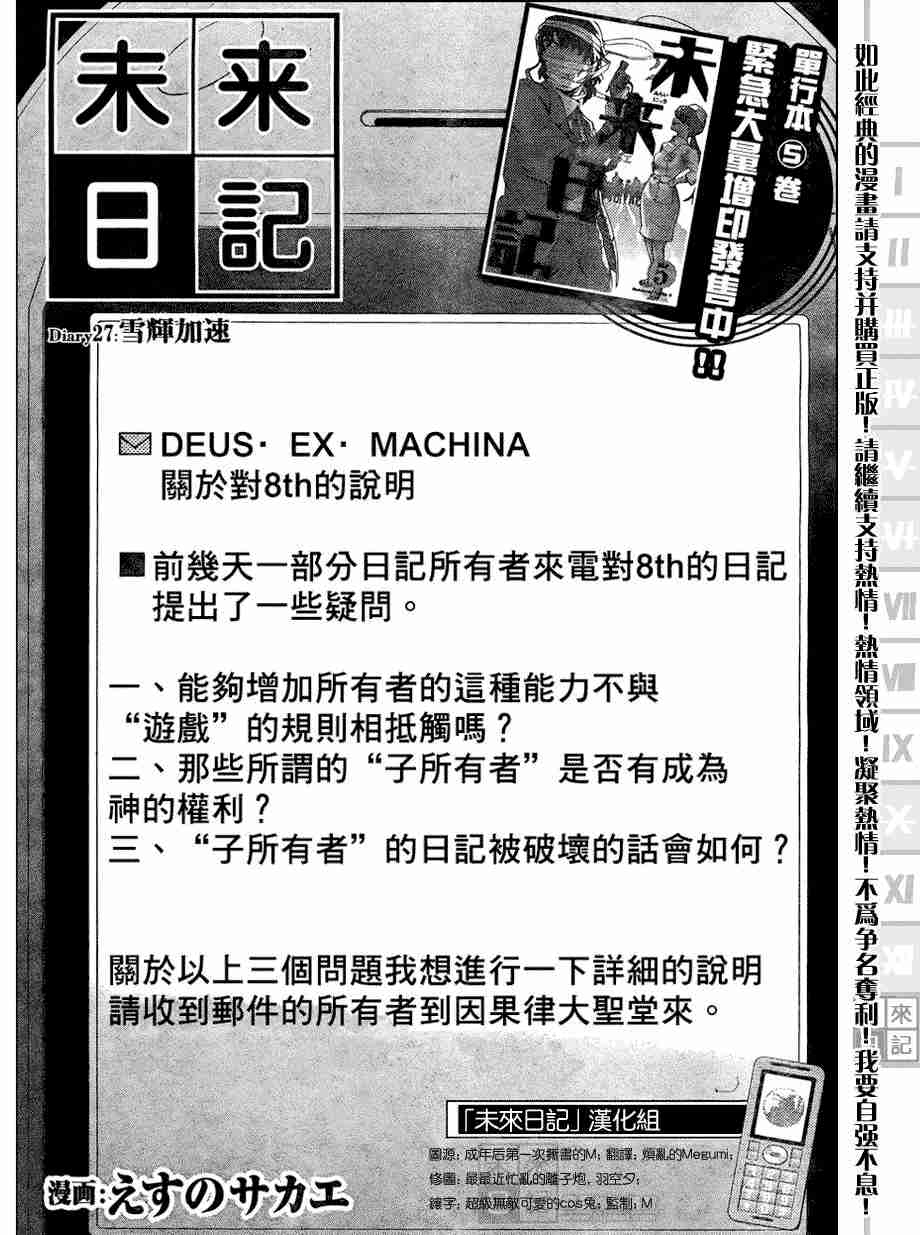 未来
日記
單行本⑤卷
緊急大量增印發售中!!
未来日記
5
Diary27:雪輝加速
DEUS・EX・MACHINA
關於對8th的說明
■前幾天一部分日記所有者來電對8th的日記
提出了一些疑問。
一、能夠增加所有者的這種能力不與
“遊戲”的規則相抵觸嗎？
二、那些所謂的“子所有者”是否有成為
神的權利？
三、“子所有者”的日記被破壞的話會如何？
關於以上三個問題我想進行一下詳細的說明
請收到郵件的所有者到因果律大聖堂來。
「未來日記」漢化組
圖源：成年后第一次撕書的M；翻譯：煩亂的Megumi；
修圖：最最近忙亂的離子炮，羽空夕；
鑲字：超級無敵可愛的cos兔；監制：M
漫画:えすのサカエ
如此經典的漫畫請支持并購買正版！請繼續支持熱情！熱情領域！凝聚熱情！不爲争名奪利！我要自强不息！
I
II
III
IV
V
VI
VII
VIII
IX
X
XI
來
記